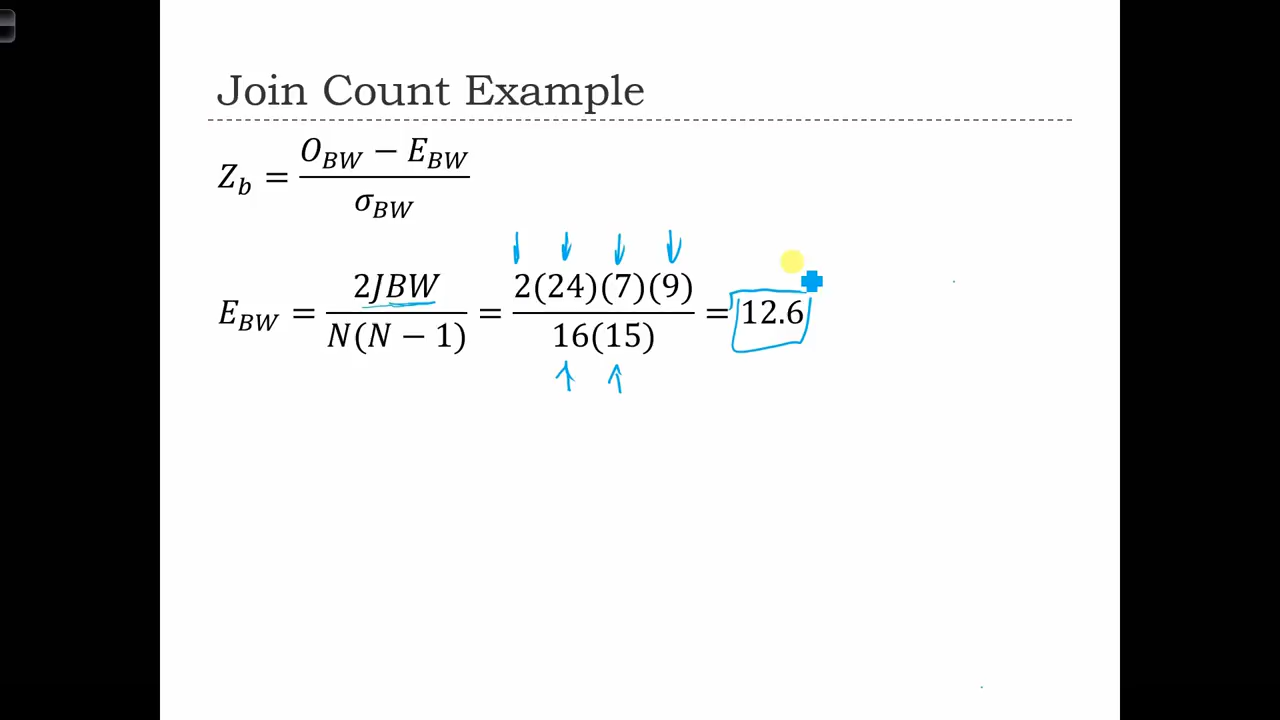 Join Count Example
Z_b = (O_BW − E_BW) / σ_BW
E_BW = 2JBW / N(N − 1) = 2(24)(7)(9) / 16(15) = 12.6